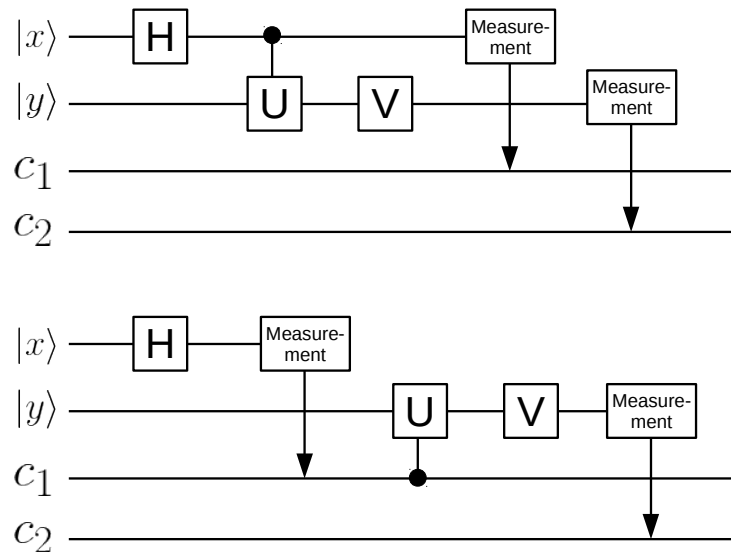 |x⟩ H Measure-
ment
|y⟩ U V Measure-
ment
c₁
c₂
|x⟩ H Measure-
ment
|y⟩ U V Measure-
ment
c₁
c₂